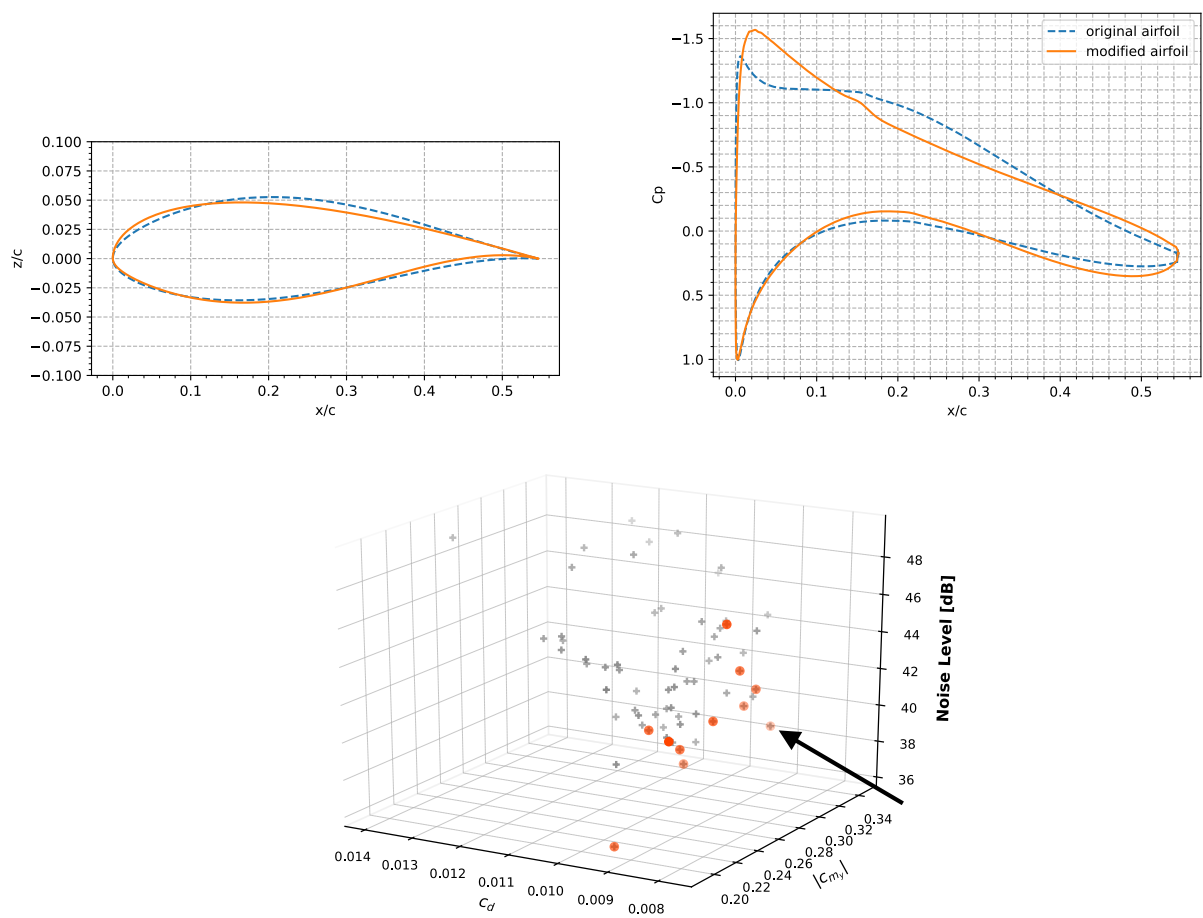 0.100
0.075
0.050
0.025
0.000
−0.025
−0.050
−0.075
−0.100
z/c
0.0 0.1 0.2 0.3 0.4 0.5
x/c
original airfoil
modified airfoil
−1.5
−1.0
−0.5
0.0
0.5
1.0
Cp
0.0 0.1 0.2 0.3 0.4 0.5
x/c
48
46
44
42
40
38
36
Noise Level [dB]
0.014 0.013 0.012 0.011 0.010 0.009 0.008
c_d
0.20 0.22 0.24 0.26 0.28 0.30 0.32 0.34
|c_{m_y}|